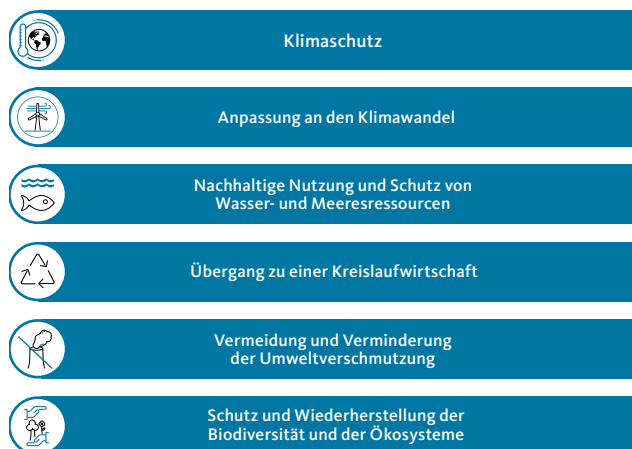 Klimaschutz
Anpassung an den Klimawandel
Nachhaltige Nutzung und Schutz von
Wasser- und Meeresressourcen
Übergang zu einer Kreislaufwirtschaft
Vermeidung und Verminderung
der Umweltverschmutzung
Schutz und Wiederherstellung der
Biodiversität und der Ökosysteme